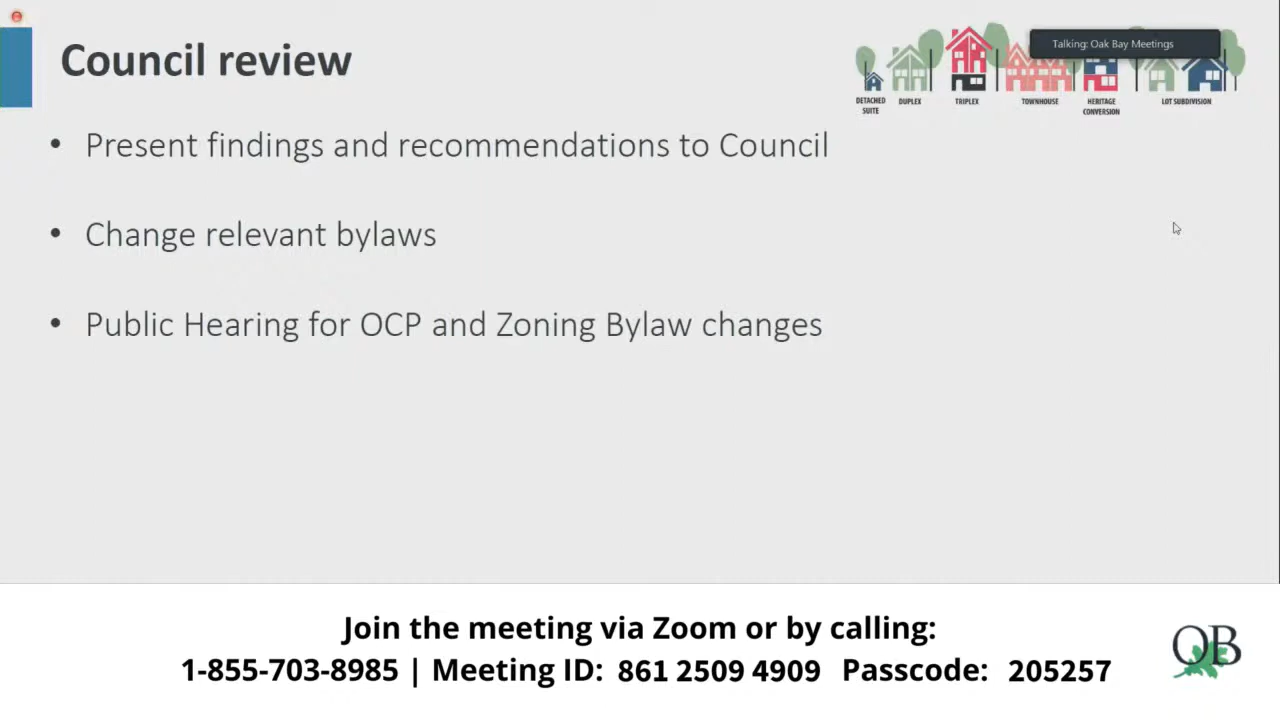 Council review
Talking: Oak Bay Meetings
DETACHED SUITE
DUPLEX
TRIPLEX
TOWNHOUSE
HERITAGE CONVERSION
LOT SUBDIVISION
• Present findings and recommendations to Council
• Change relevant bylaws
• Public Hearing for OCP and Zoning Bylaw changes
Join the meeting via Zoom or by calling:
1-855-703-8985 | Meeting ID: 861 2509 4909 Passcode: 205257
OB